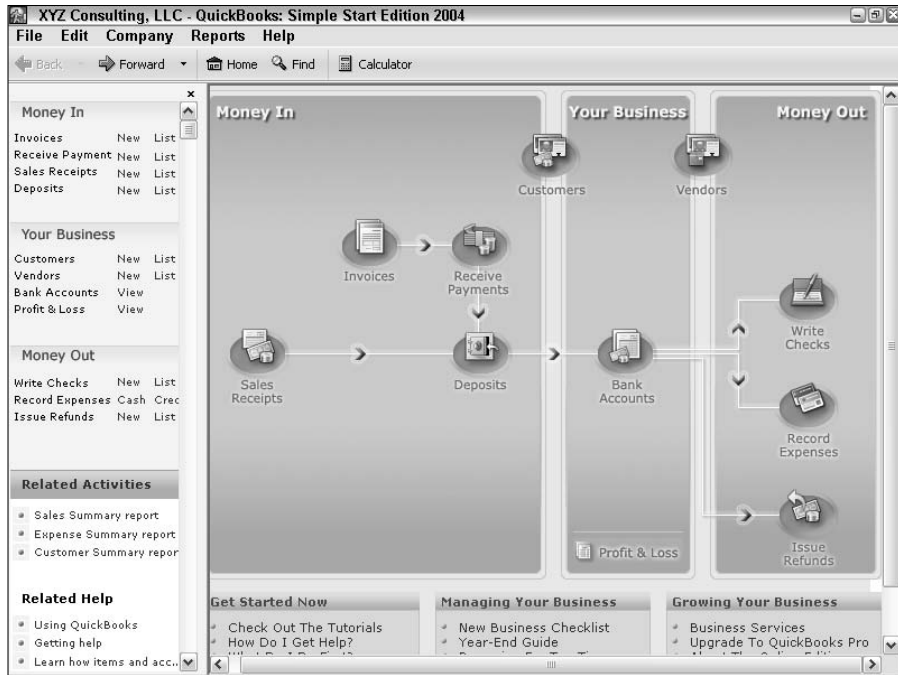 XYZ Consulting, LLC - QuickBooks: Simple Start Edition 2004
File Edit Company Reports Help
Back Forward Home Find Calculator
Money In
Invoices New List
Receive Payment New List
Sales Receipts New List
Deposits New List
Your Business
Customers New List
Vendors New List
Bank Accounts View
Profit & Loss View
Money Out
Write Checks New List
Record Expenses Cash Cred
Issue Refunds New List
Related Activities
Sales Summary report
Expense Summary report
Customer Summary repor
Related Help
Using QuickBooks
Getting help
Learn how items and acc..
Money In
Your Business
Money Out
Customers
Vendors
Invoices
Receive
Payments
Sales
Receipts
Deposits
Bank
Accounts
Write
Checks
Record
Expenses
Issue
Refunds
Profit & Loss
Get Started Now
Check Out The Tutorials
How Do I Get Help?
Managing Your Business
New Business Checklist
Year-End Guide
Growing Your Business
Business Services
Upgrade To QuickBooks Pro